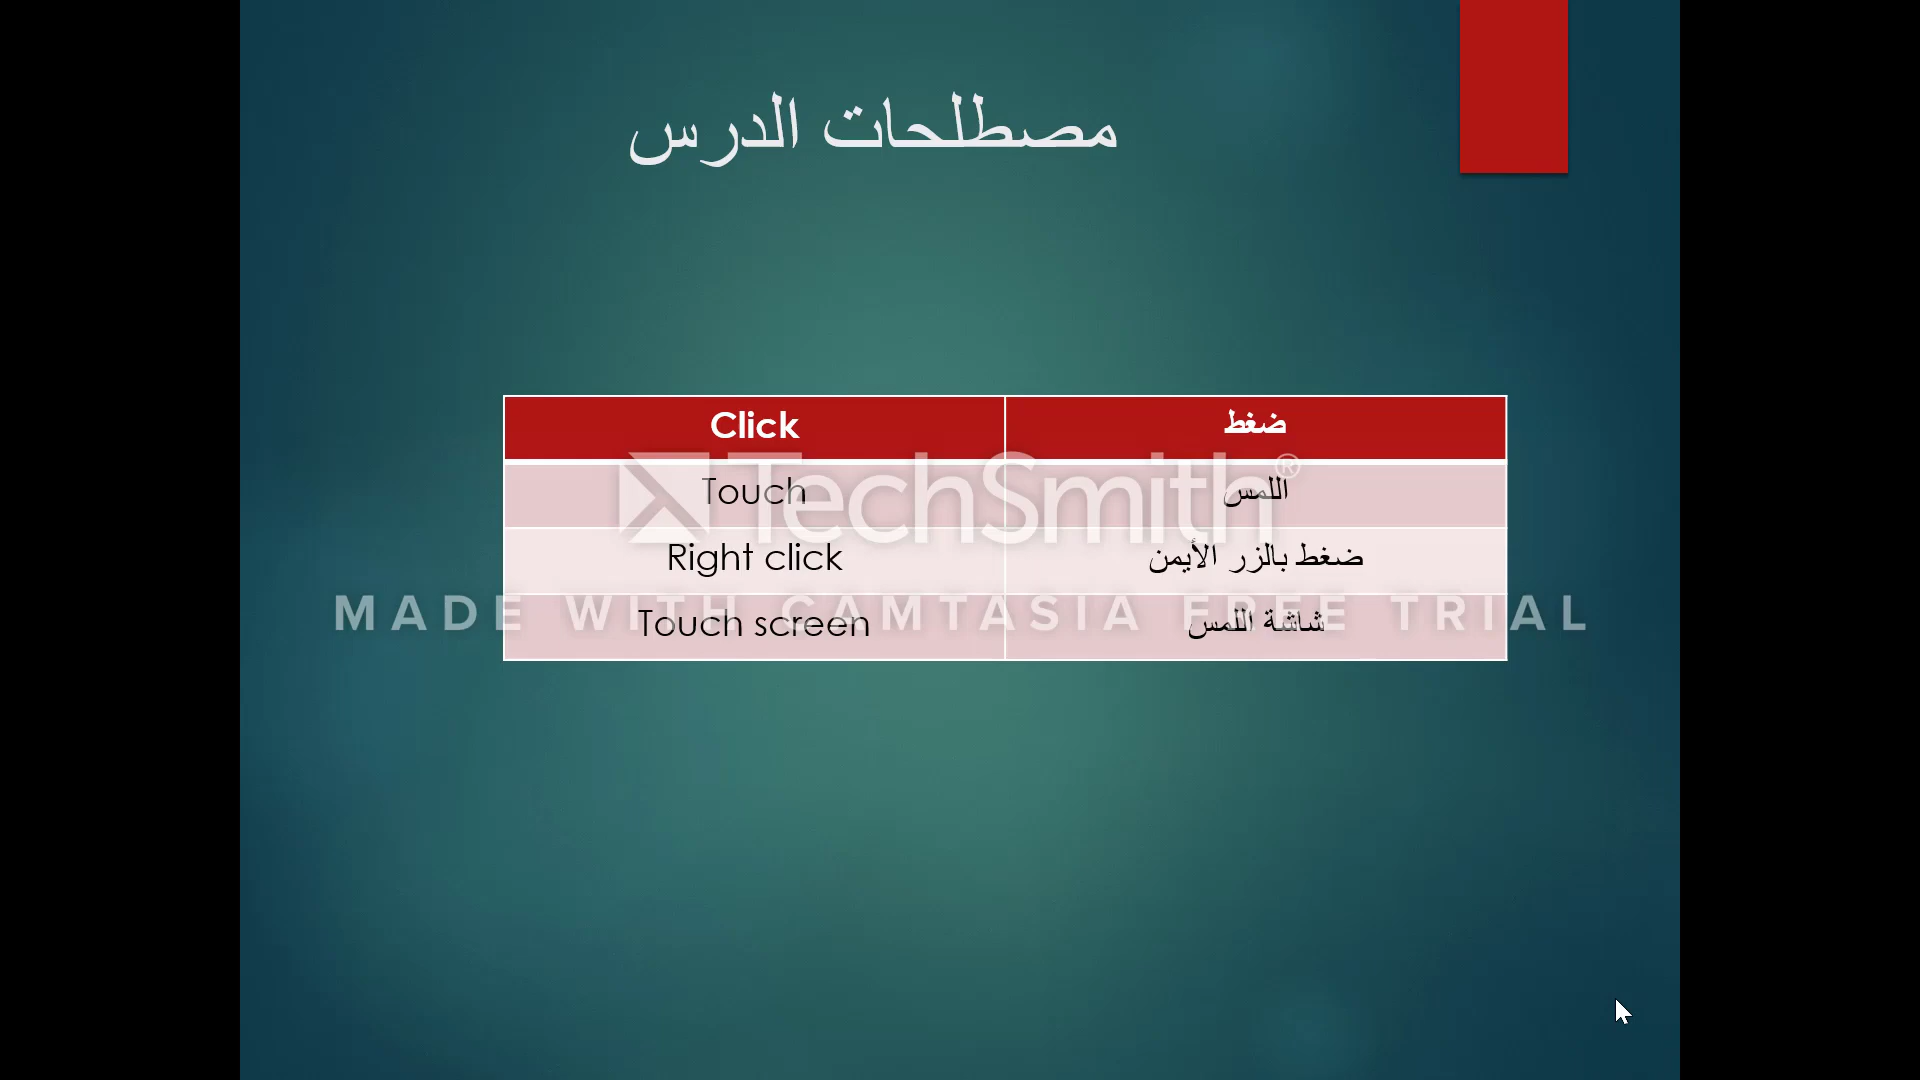 مصطلحات الدرس
Click ضغط
Touch اللمس
TechSmith®
Right click ضغط بالزر الأيمن
MADE WITH CAMTASIA FREE TRIAL
Touch screen شاشة اللمس